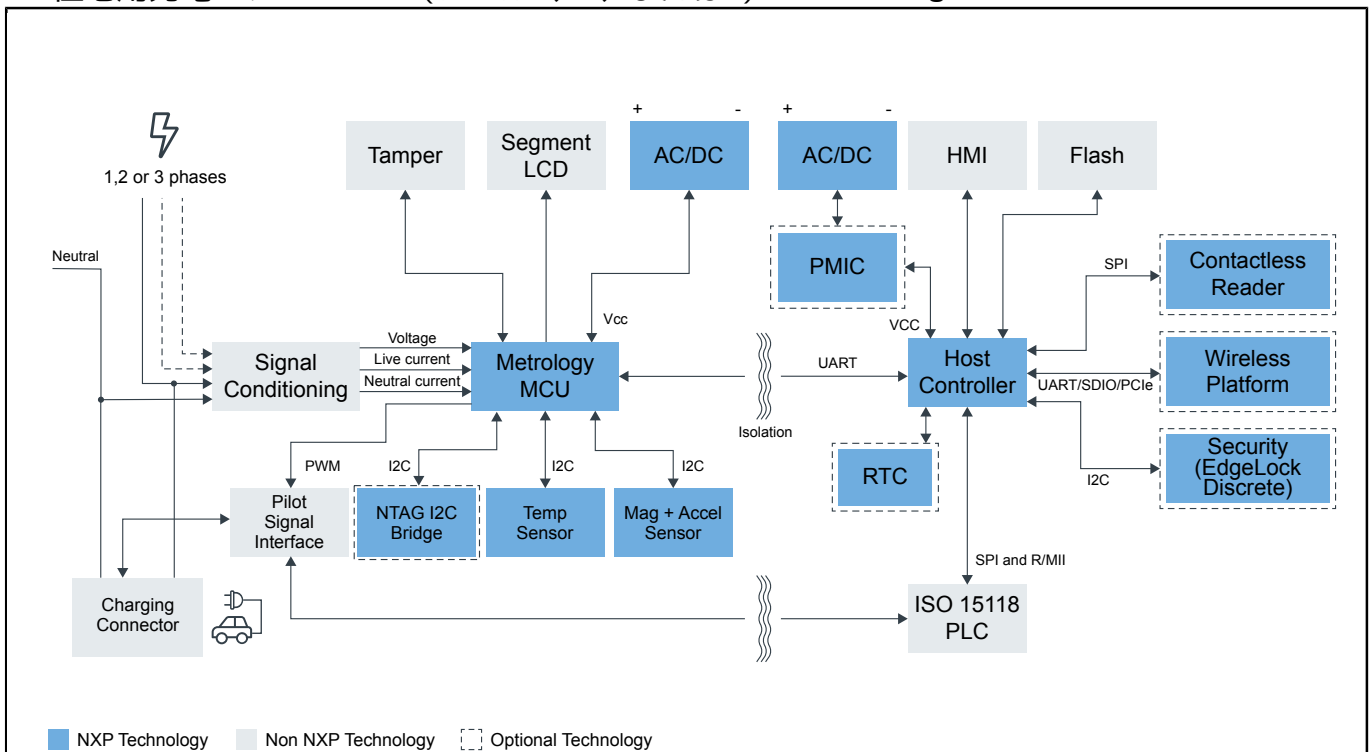 +
-
+
-
Tamper
Segment
LCD
AC/DC
AC/DC
HMI
Flash
1,2 or 3 phases
Neutral
PMIC
SPI
Contactless
Reader
Vcc
VCC
Voltage
Live current
Neutral current
Signal
Conditioning
Metrology
MCU
UART
Host
Controller
UART/SDIO/PCIe
Wireless
Platform
Isolation
PWM
I2C
I2C
I2C
RTC
I2C
Security
(EdgeLock
Discrete)
Pilot
Signal
Interface
NTAG I2C
Bridge
Temp
Sensor
Mag + Accel
Sensor
SPI and R/MII
Charging
Connector
ISO 15118
PLC
NXP Technology
Non NXP Technology
Optional Technology